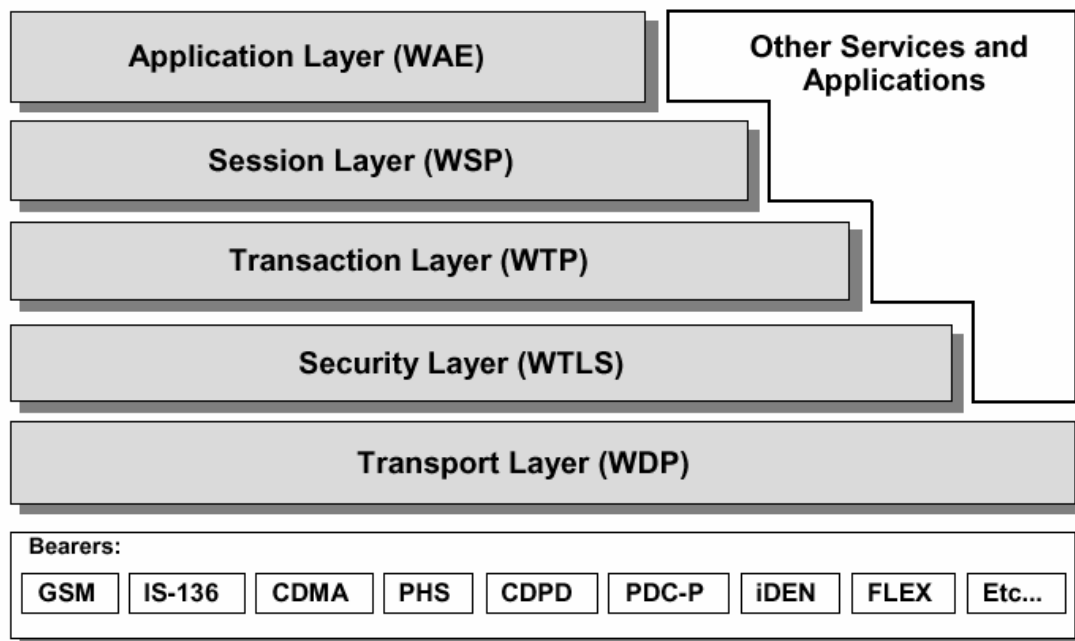 Application Layer (WAE)
Other Services and
Applications
Session Layer (WSP)
Transaction Layer (WTP)
Security Layer (WTLS)
Transport Layer (WDP)
Bearers:
GSM IS-136 CDMA PHS CDPD PDC-P iDEN FLEX Etc...